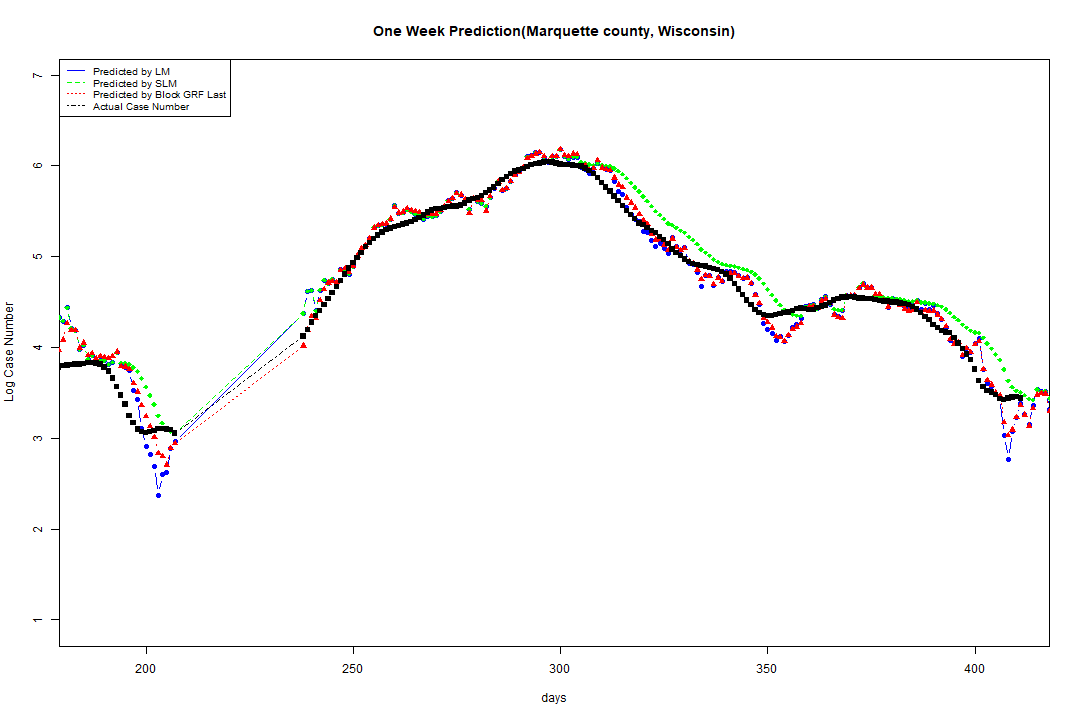 One Week Prediction(Marquette county, Wisconsin)
Predicted by LM
Predicted by SLM
Predicted by Block GRF Last
Actual Case Number
Log Case Number
7
6
5
4
3
2
1
200 250 300 350 400
days